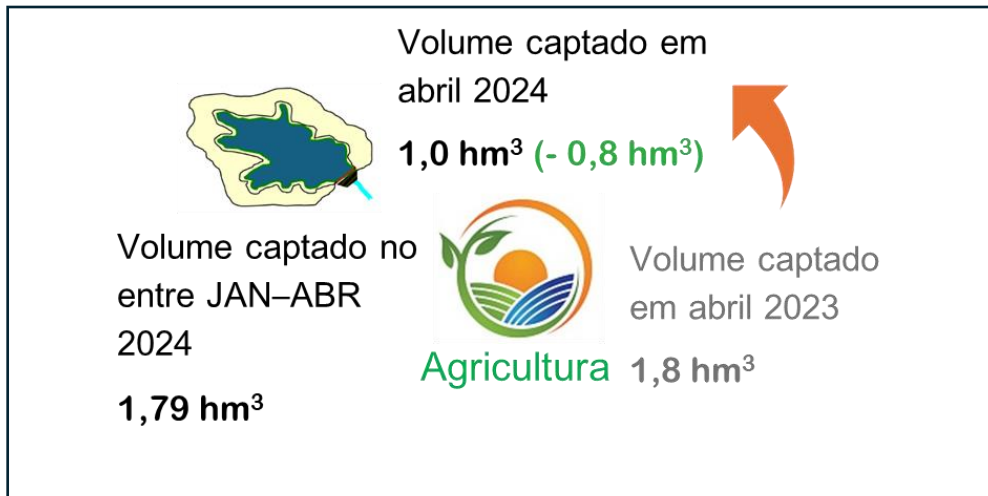 Volume captado em
abril 2024
1,0 hm³ (- 0,8 hm³)
Volume captado no
entre JAN–ABR
2024
1,79 hm³
Agricultura
Volume captado
em abril 2023
1,8 hm³